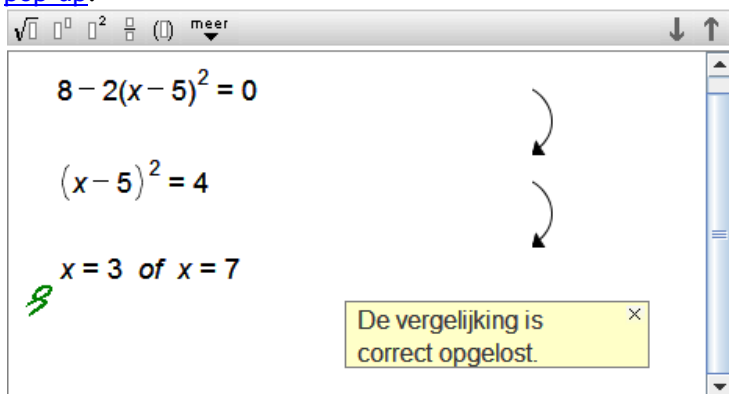 pop-up.
√▯ ▯▯ ▯² ▯/▯ (▯) meer
8 − 2(x − 5)² = 0
(x − 5)² = 4
x = 3 of x = 7
De vergelijking is
correct opgelost.